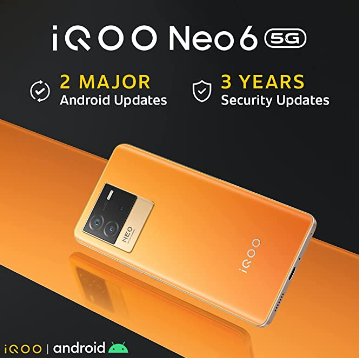 iQOO Neo6 5G
2 MAJOR 3 YEARS
Android Updates Security Updates
NEO
iQOO
iQOO | android